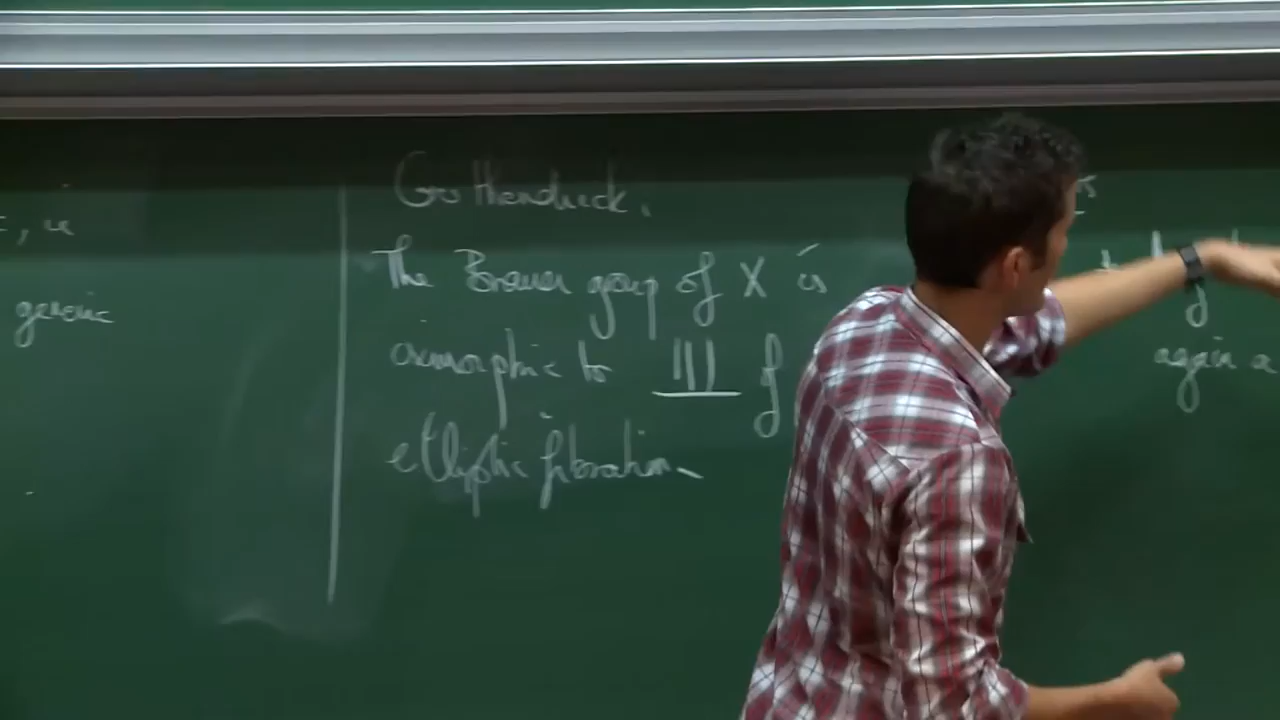 generic
Grothendieck.
The Brauer group of X is
isomorphic to Ш of
elliptic fibration.
again a